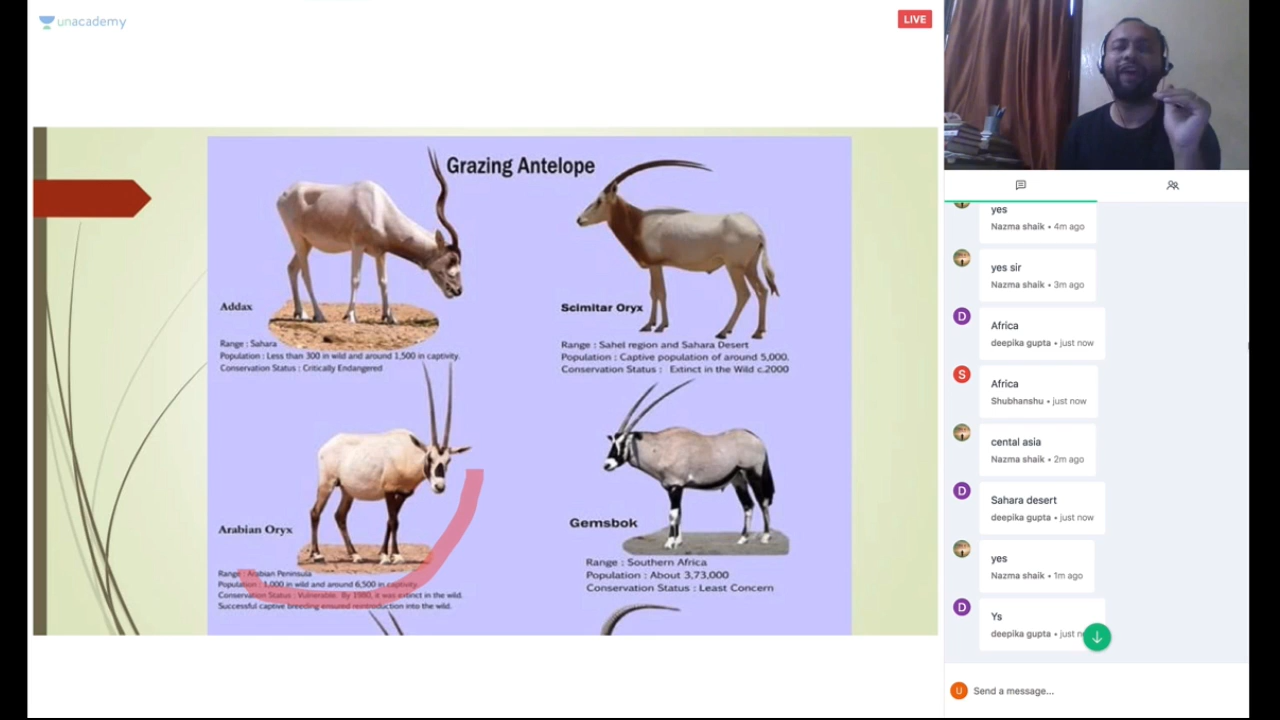 unacademy
LIVE
Grazing Antelope
Addax
Range : Sahara
Population : Less than 300 in wild and around 1,500 in captivity.
Conservation Status : Critically Endangered
Scimitar Oryx
Range : Sahel region and Sahara Desert
Population : Captive population of around 5,000.
Conservation Status : Extinct in the Wild c.2000
Arabian Oryx
Range : Arabian Peninsula
Population : 1,000 in wild and around 6,500 in captivity.
Conservation Status : Vulnerable. By 1980, it was extinct in the wild.
Successful captive breeding ensured reintroduction into the wild.
Gemsbok
Range : Southern Africa
Population : About 3,73,000
Conservation Status : Least Concern
yes
Nazma shaik • 4m ago
yes sir
Nazma shaik • 3m ago
D
Africa
deepika gupta • just now
S
Africa
Shubhanshu • just now
cental asia
Nazma shaik • 2m ago
D
Sahara desert
deepika gupta • just now
yes
Nazma shaik • 1m ago
D
Ys
deepika gupta • just
U
Send a message...